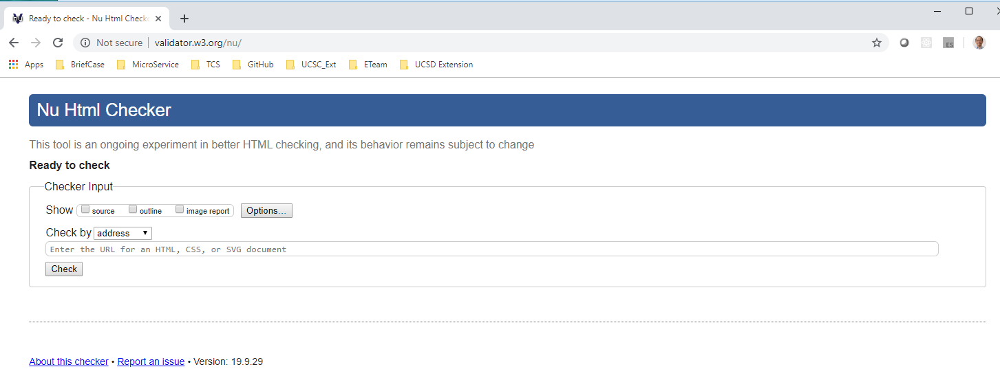 Ready to check - Nu Html Check
Not secure validator.w3.org/nu/
ES
Apps BriefCase MicroService TCS GitHub UCSC_Ext ETeam UCSD Extension
Nu Html Checker
This tool is an ongoing experiment in better HTML checking, and its behavior remains subject to change
Ready to check
Checker Input
Show source outline image report Options...
Check by address
Enter the URL for an HTML, CSS, or SVG document
Check
About this checker • Report an issue • Version: 19.9.29